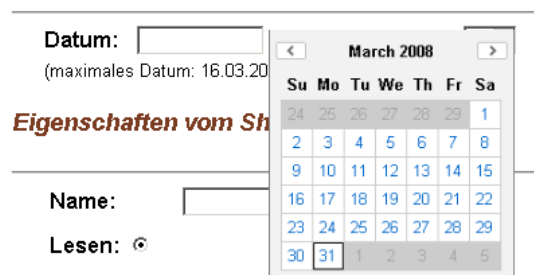 Datum:
(maximales Datum: 16.03.20
Eigenschaften vom Sh
Name:
Lesen:
< March 2008 >
Su Mo Tu We Th Fr Sa
24 25 26 27 28 29 1
2 3 4 5 6 7 8
9 10 11 12 13 14 15
16 17 18 19 20 21 22
23 24 25 26 27 28 29
30 31 1 2 3 4 5